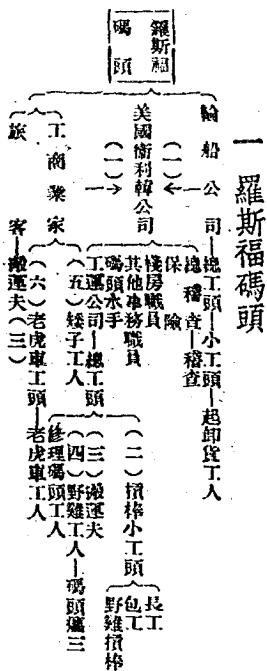 一 羅斯福碼頭
羅斯福
碼頭
輪船公司—總工頭—小工頭—起卸貨工人
(一)
美國衛利韓公司
(一)
工商業家
旅客—搬運夫(三)
總稽查—稽查
保險
棧房職員
其他事務職員
碼頭水手
工運公司—總工頭
(五)矮子工人
(六)老虎車工頭—老虎車工人
(二)摃棒小工頭
(三)搬運夫
(四)野雞工人—碼頭癟三
修理碼頭工人
長工
包工
野雞摃棒